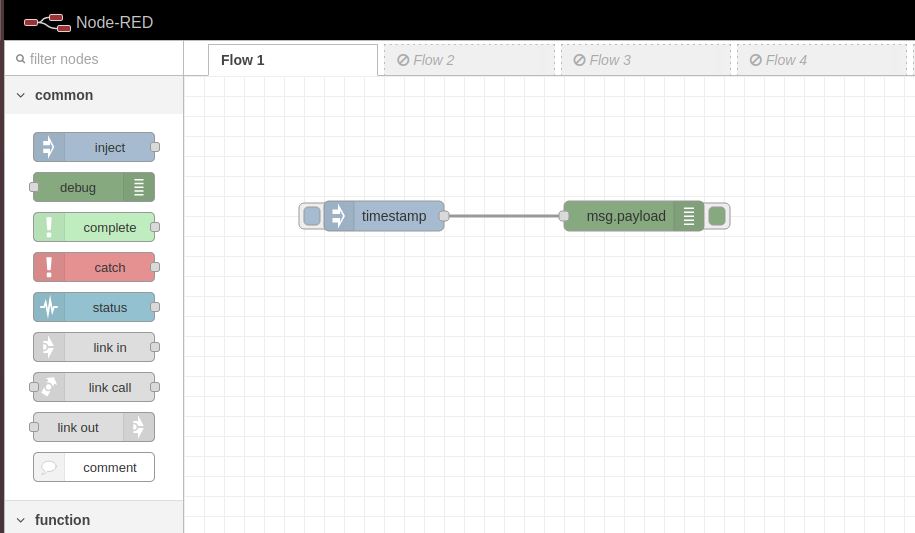 Node-RED
filter nodes
Flow 1
Flow 2
Flow 3
Flow 4
common
inject
debug
complete
catch
status
link in
link call
link out
comment
function
timestamp
msg.payload